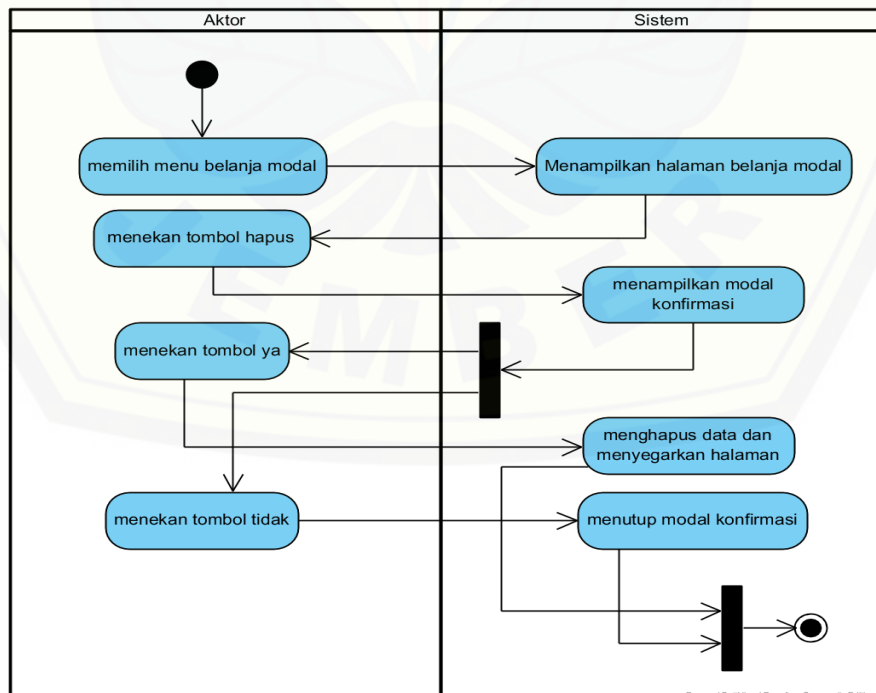 Aktor
Sistem
memilih menu belanja modal
Menampilkan halaman belanja modal
menekan tombol hapus
menampilkan modal
konfirmasi
menekan tombol ya
menghapus data dan
menyegarkan halaman
menekan tombol tidak
menutup modal konfirmasi
EMBER